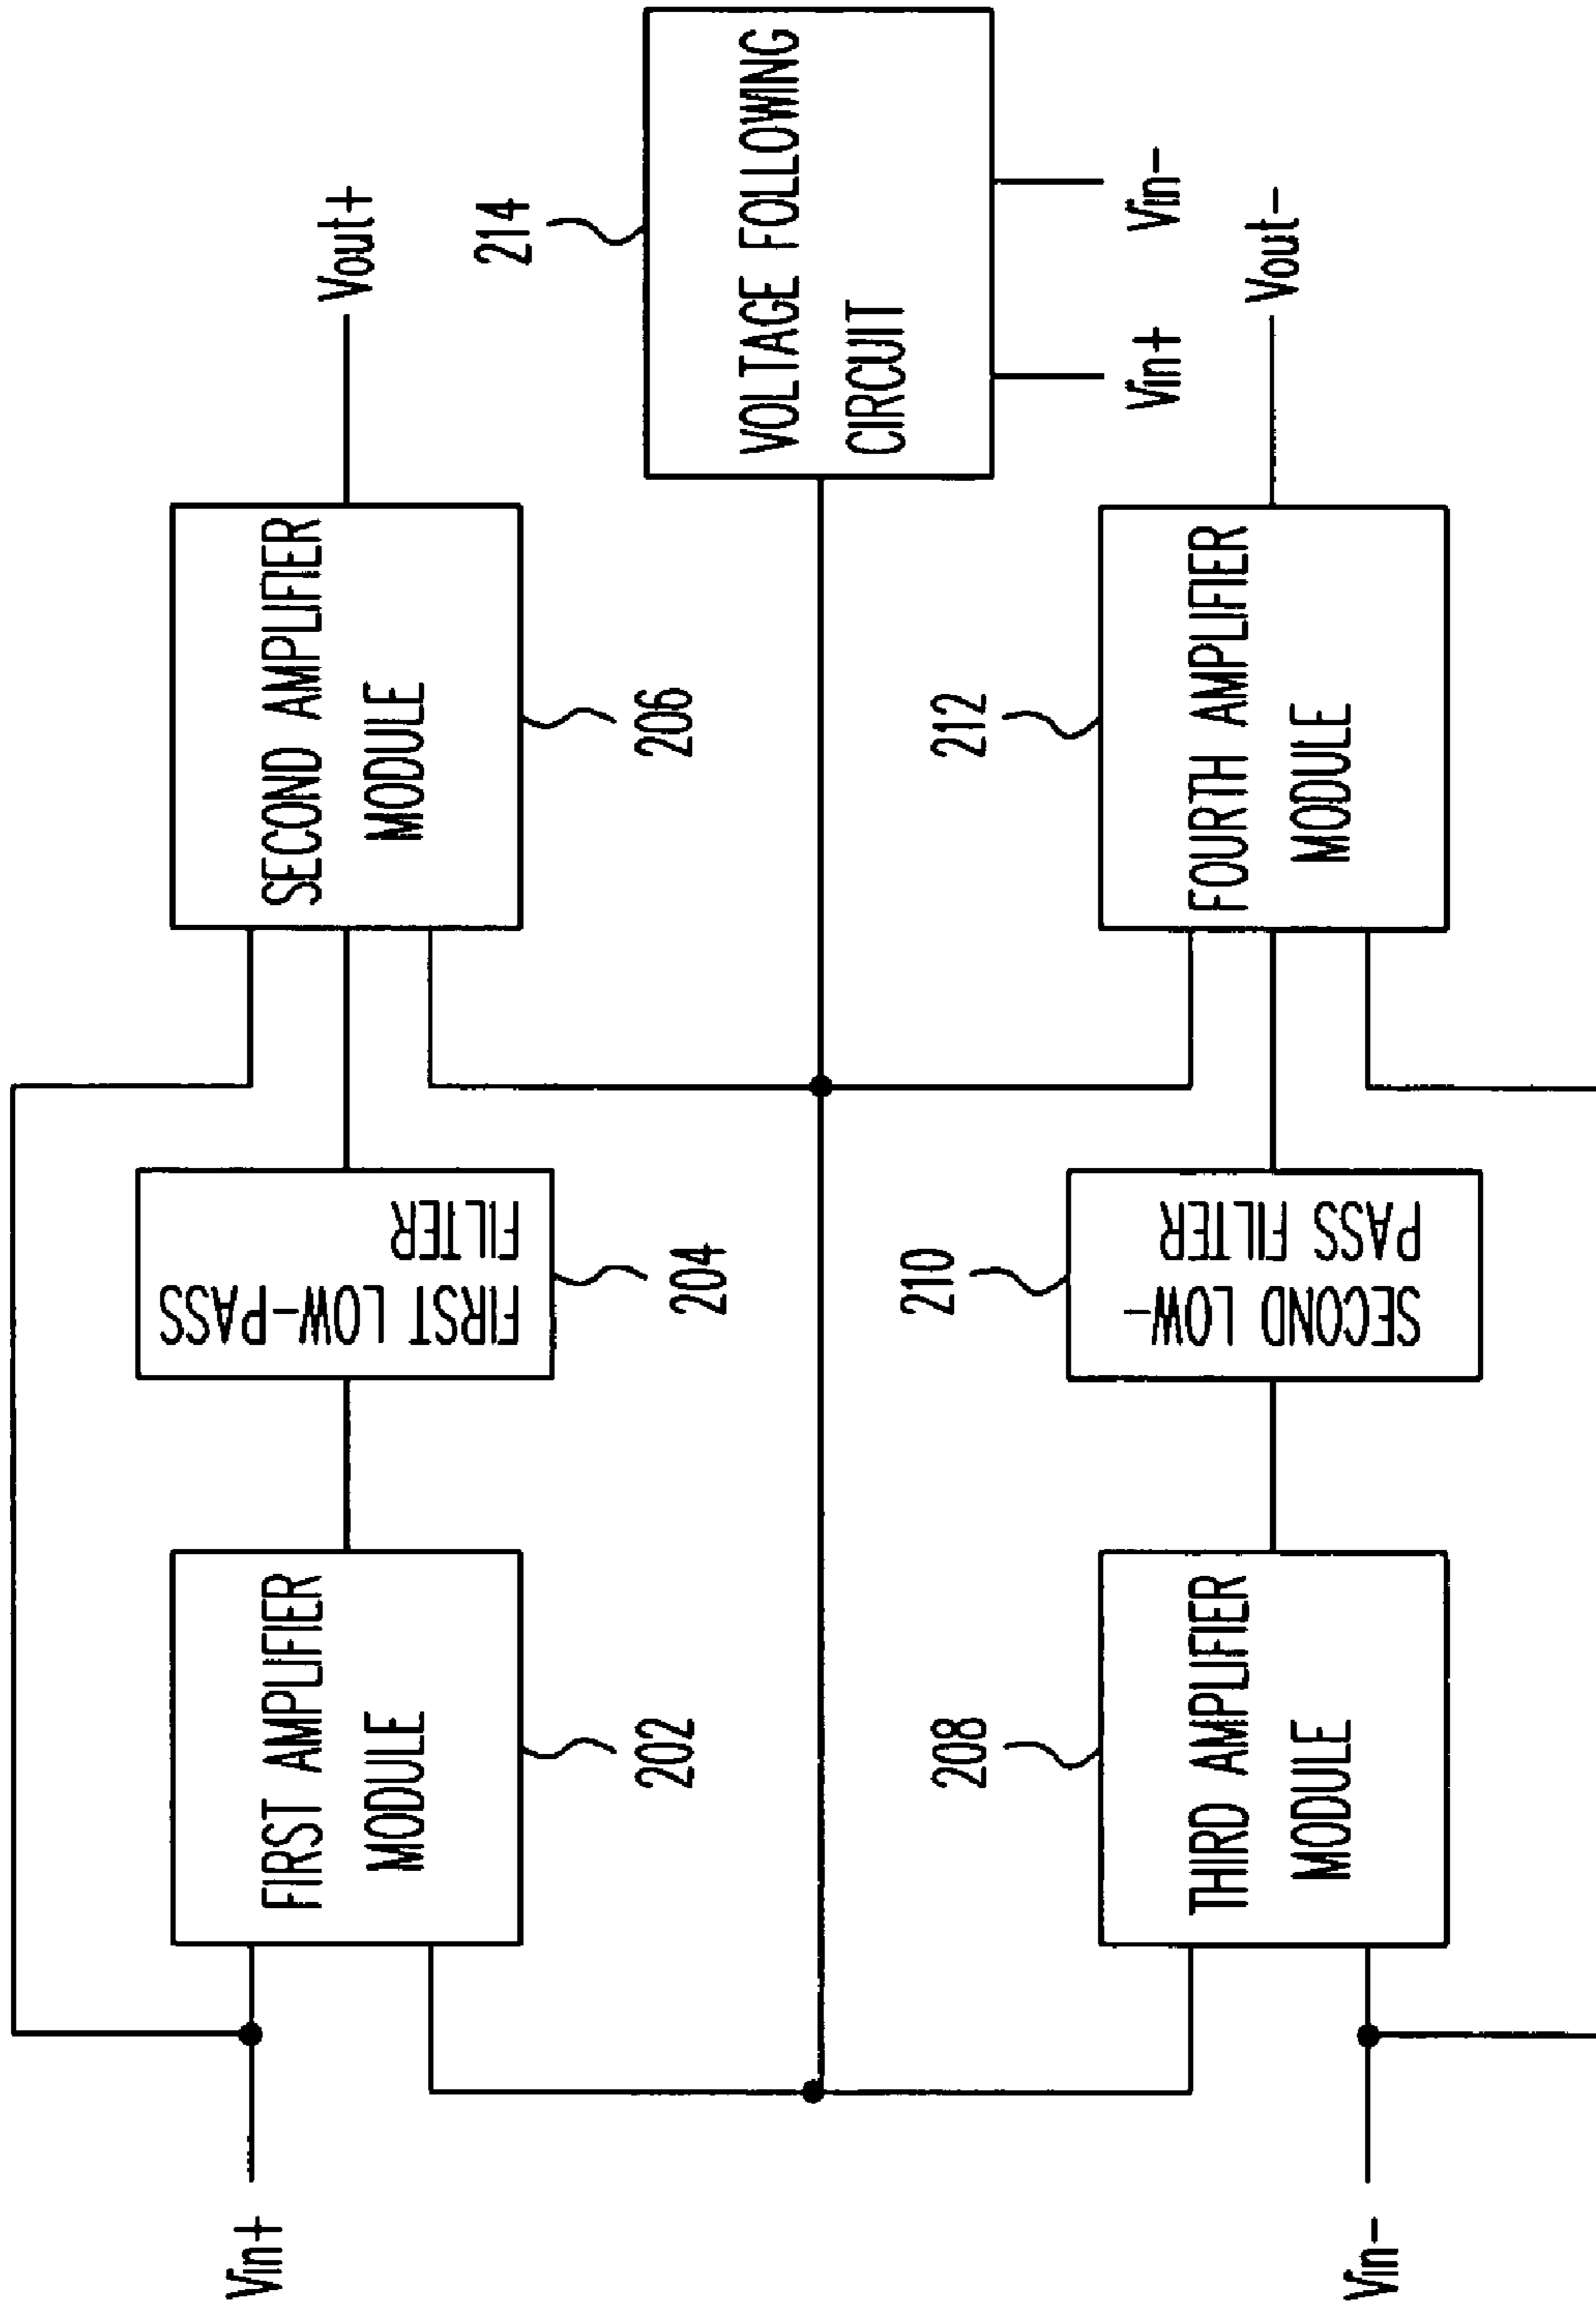 Vin+
FIRST AMPLIFIER
MODULE
202
FIRST LOW-PASS
FILTER
204
SECOND AMPLIFIER
MODULE
206
Vout+
214
VOLTAGE FOLLOWING
CIRCUIT
Vin+
Vin-
Vin-
208
THIRD AMPLIFIER
MODULE
210
SECOND LOW-
PASS FILTER
212
FOURTH AMPLIFIER
MODULE
Vout-